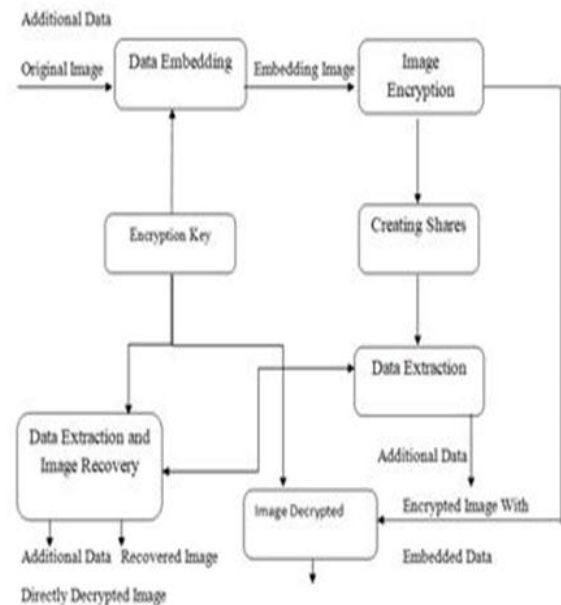 Additional Data
Original Image
Data Embedding
Embedding Image
Image
Encryption
Encryption Key
Creating Shares
Data Extraction
Data Extraction and
Image Recovery
Additional Data
Image Decrypted
Encrypted Image With
Embedded Data
Additional Data
Recovered Image
Directly Decrypted Image